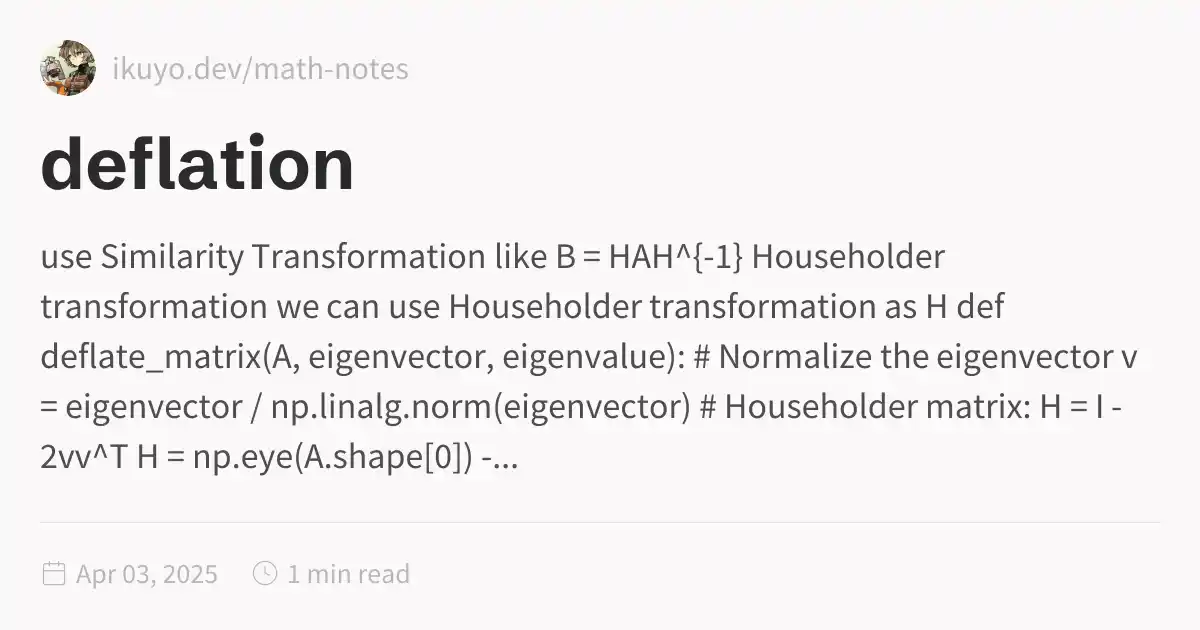 ikuyo.dev/math-notes
deflation
use Similarity Transformation like B = HAH^{-1} Householder
transformation we can use Householder transformation as H def
deflate_matrix(A, eigenvector, eigenvalue): # Normalize the eigenvector v
= eigenvector / np.linalg.norm(eigenvector) # Householder matrix: H = I -
2vv^T H = np.eye(A.shape[0]) -...
Apr 03, 2025 1 min read